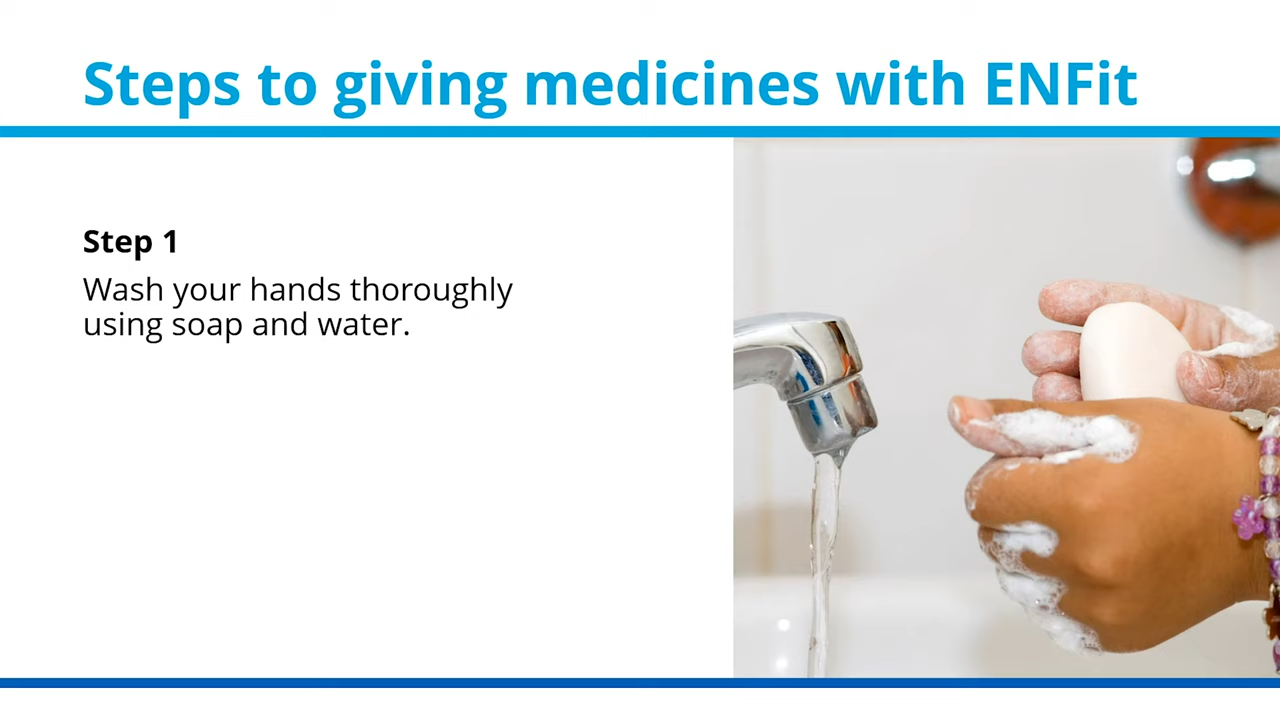 Steps to giving medicines with ENFit
Step 1
Wash your hands thoroughly
using soap and water.